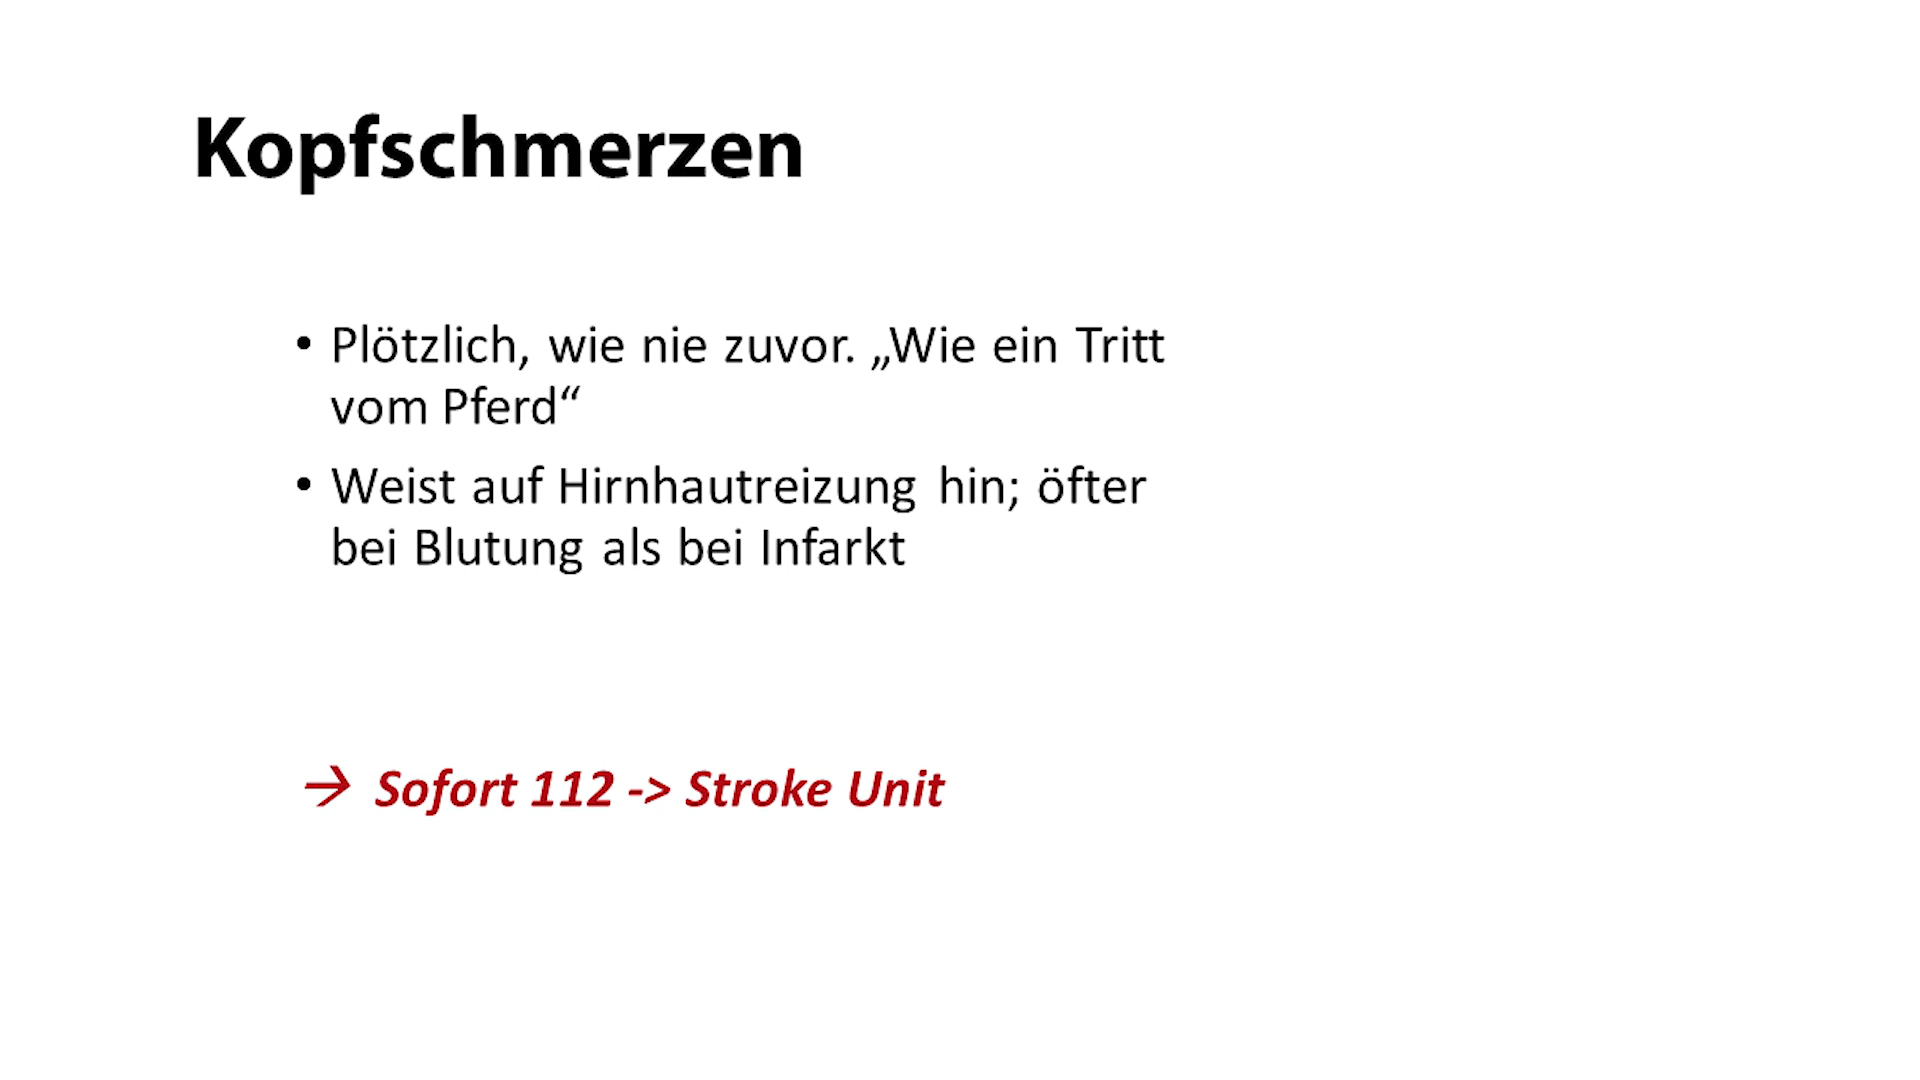 Kopfschmerzen
• Plötzlich, wie nie zuvor. „Wie ein Tritt
vom Pferd“
• Weist auf Hirnhautreizung hin; öfter
bei Blutung als bei Infarkt
→ Sofort 112 -> Stroke Unit